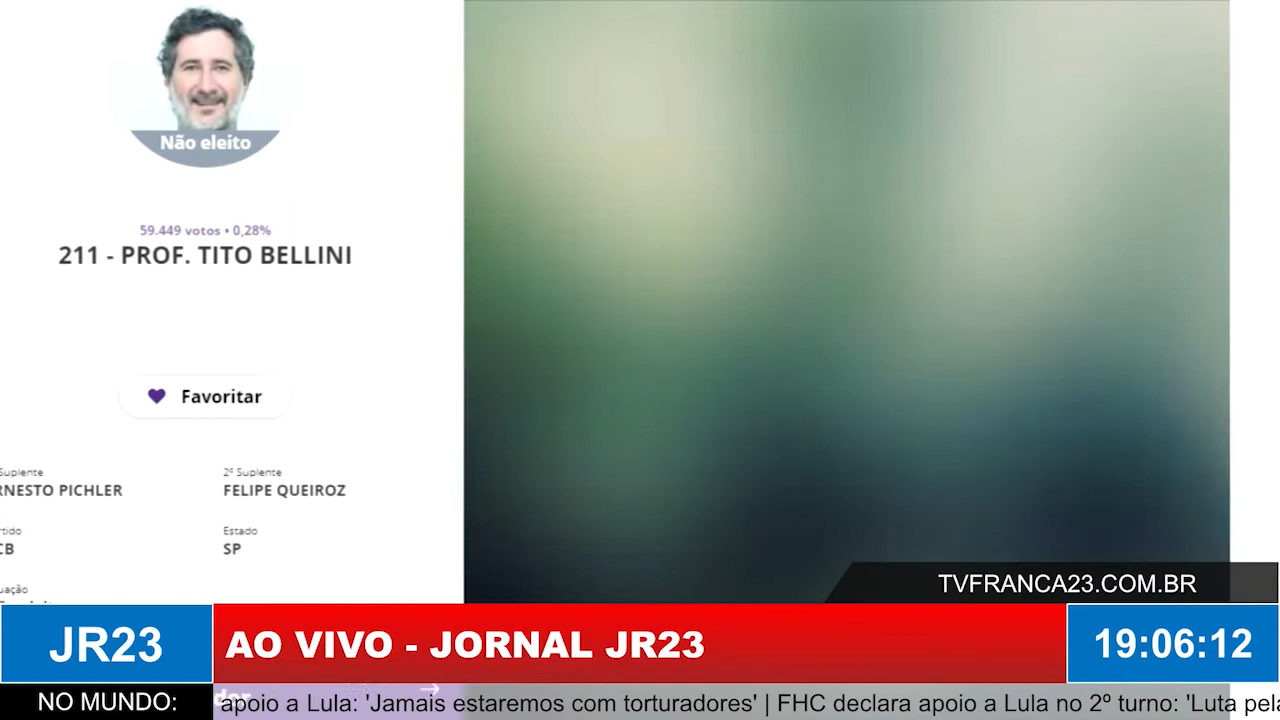 Não eleito
59.449 votos • 0,28%
211 - PROF. TITO BELLINI
Favoritar
Suplente
2º Suplente
RNESTO PICHLER
FELIPE QUEIROZ
Estado
CB
SP
TVFRANCA23.COM.BR
JR23
AO VIVO - JORNAL JR23
19:06:12
NO MUNDO:
apoio a Lula: 'Jamais estaremos com torturadores' | FHC declara apoio a Lula no 2º turno: 'Luta pela